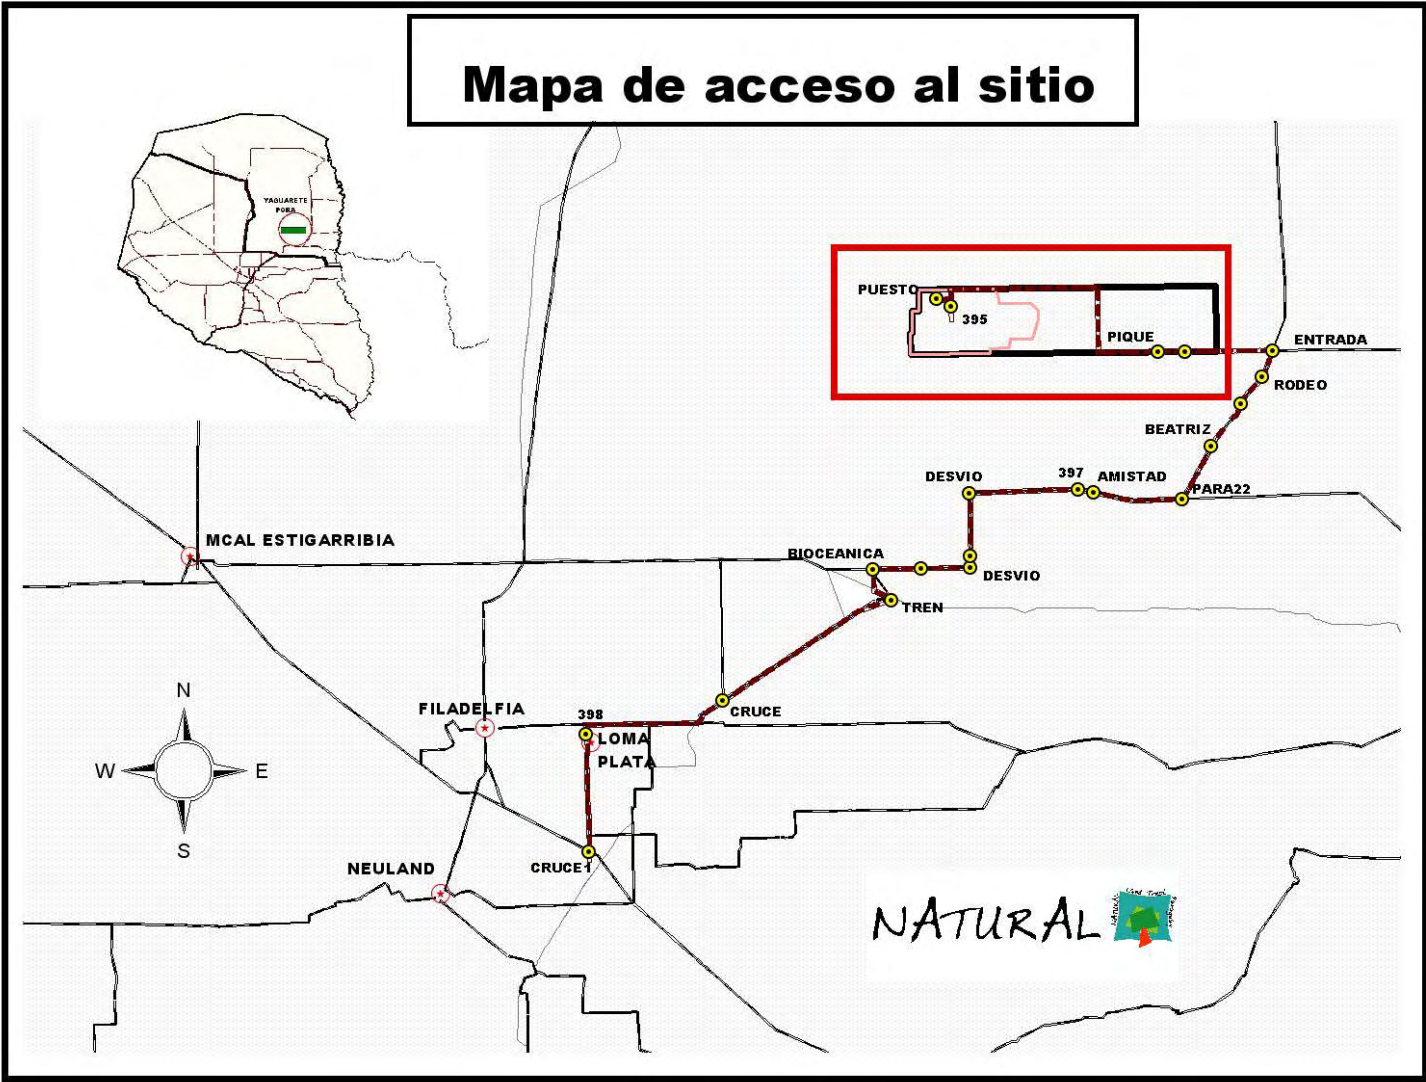 Mapa de acceso al sitio
YAGUARETE
PORA
PUESTO
395
PIQUE
ENTRADA
RODEO
BEATRIZ
DESVIO
397
AMISTAD
PARA22
MCAL ESTIGARRIBIA
BIOCEANICA
DESVIO
TREN
N
W
E
S
FILADELFIA
398
CRUCE
LOMA
PLATA
NEULAND
CRUCE1
NATURAL